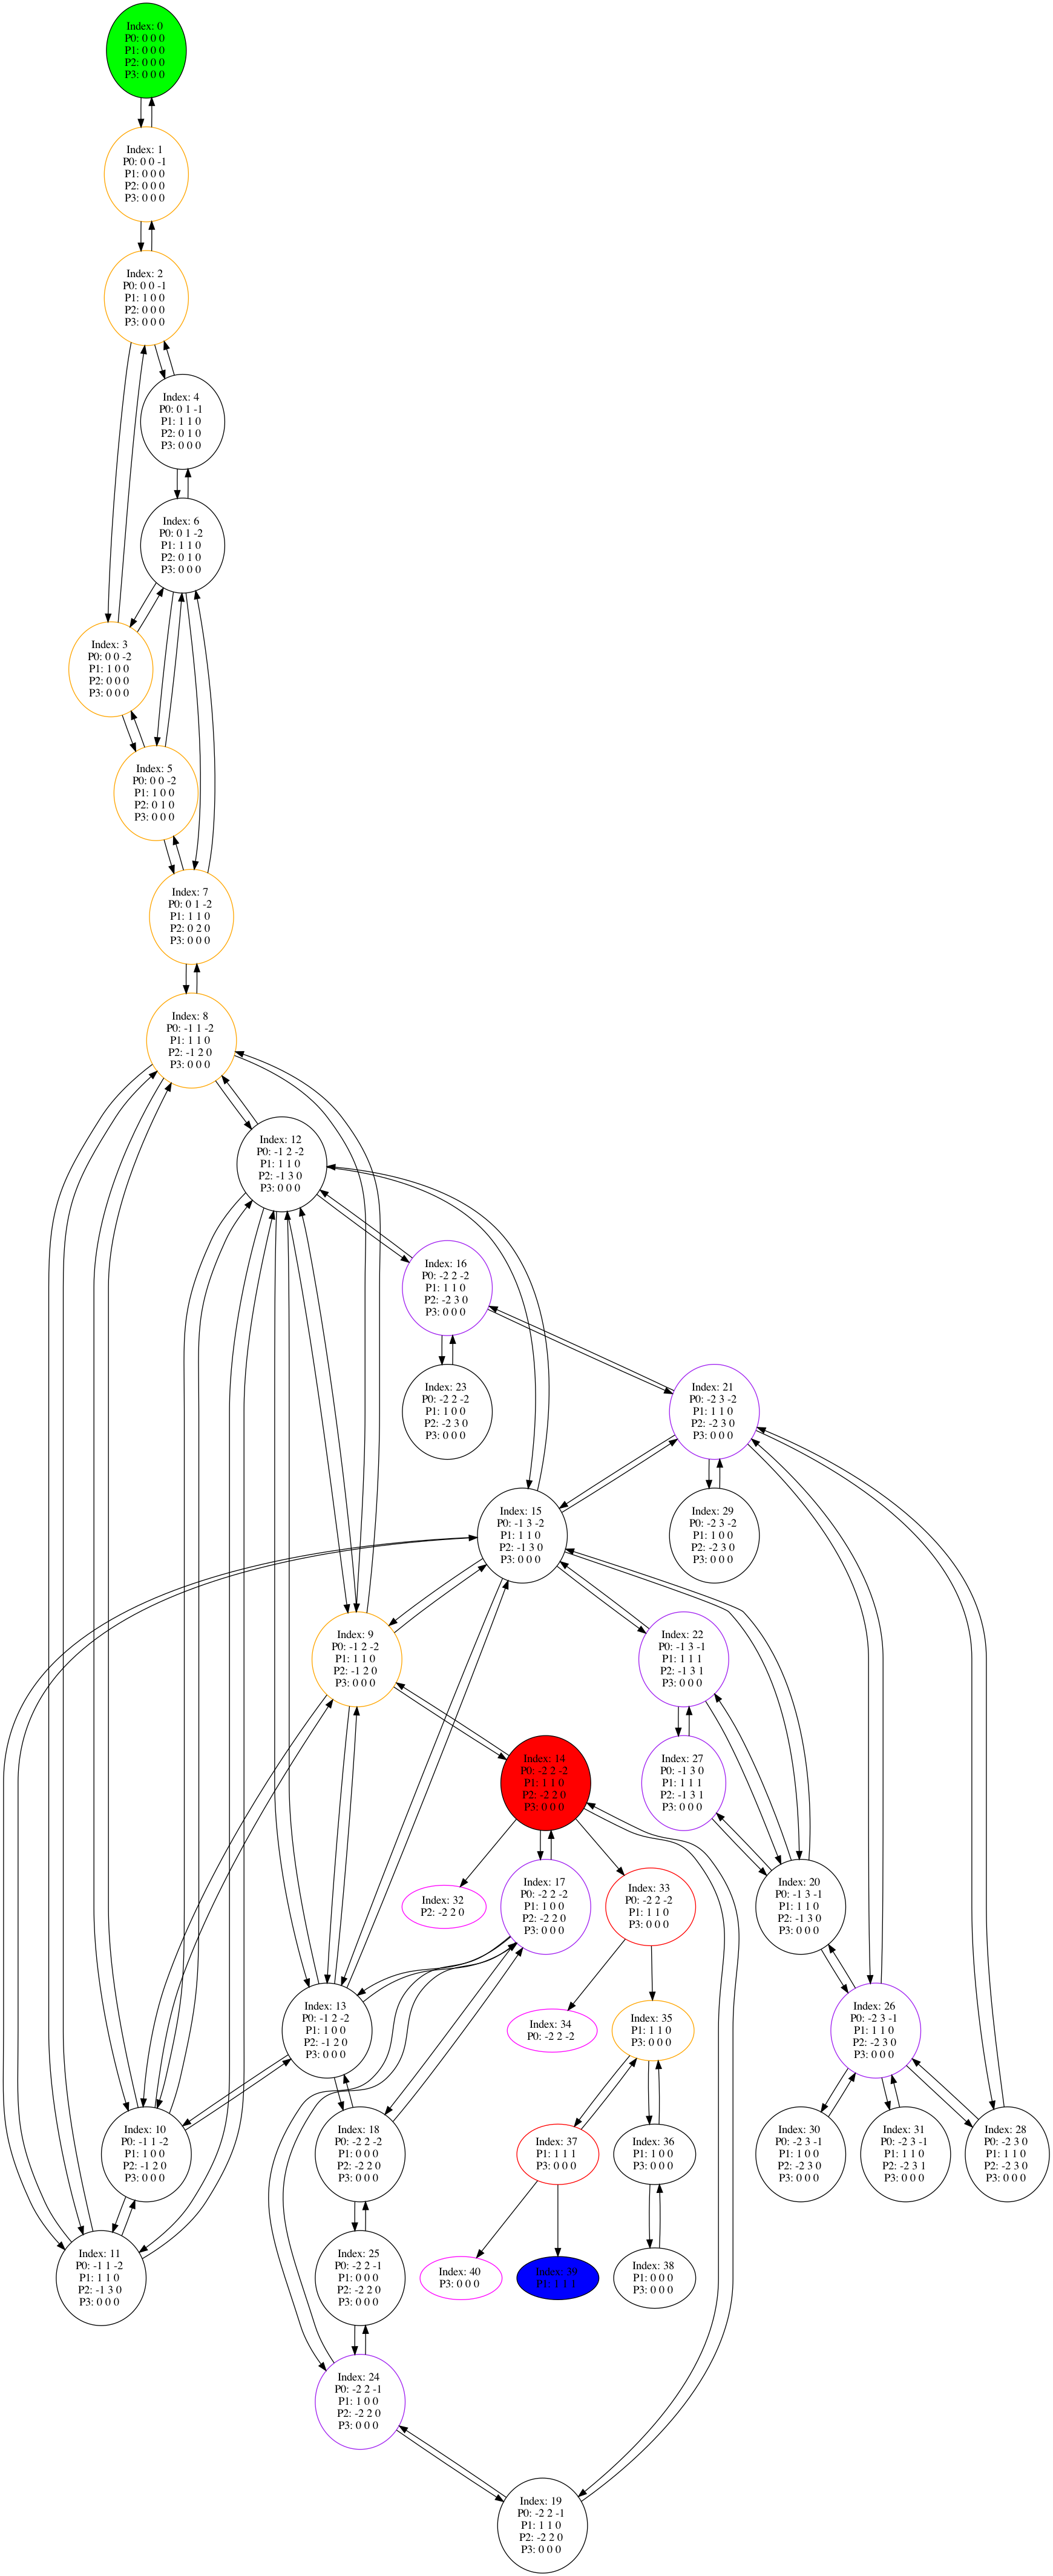 Index: 0
P0: 0 0 0
P1: 0 0 0
P2: 0 0 0
P3: 0 0 0
Index: 1
P0: 0 0 -1
P1: 0 0 0
P2: 0 0 0
P3: 0 0 0
Index: 2
P0: 0 0 -1
P1: 1 0 0
P2: 0 0 0
P3: 0 0 0
Index: 4
P0: 0 1 -1
P1: 1 1 0
P2: 0 1 0
P3: 0 0 0
Index: 6
P0: 0 1 -2
P1: 1 1 0
P2: 0 1 0
P3: 0 0 0
Index: 3
P0: 0 0 -2
P1: 1 0 0
P2: 0 0 0
P3: 0 0 0
Index: 5
P0: 0 0 -2
P1: 1 0 0
P2: 0 1 0
P3: 0 0 0
Index: 7
P0: 0 1 -2
P1: 1 1 0
P2: 0 2 0
P3: 0 0 0
Index: 8
P0: -1 1 -2
P1: 1 1 0
P2: -1 2 0
P3: 0 0 0
Index: 12
P0: -1 2 -2
P1: 1 1 0
P2: -1 3 0
P3: 0 0 0
Index: 16
P0: -2 2 -2
P1: 1 1 0
P2: -2 3 0
P3: 0 0 0
Index: 23
P0: -2 2 -2
P1: 1 0 0
P2: -2 3 0
P3: 0 0 0
Index: 21
P0: -2 3 -2
P1: 1 1 0
P2: -2 3 0
P3: 0 0 0
Index: 15
P0: -1 3 -2
P1: 1 1 0
P2: -1 3 0
P3: 0 0 0
Index: 29
P0: -2 3 -2
P1: 1 0 0
P2: -2 3 0
P3: 0 0 0
Index: 9
P0: -1 2 -2
P1: 1 1 0
P2: -1 2 0
P3: 0 0 0
Index: 22
P0: -1 3 -1
P1: 1 1 1
P2: -1 3 1
P3: 0 0 0
Index: 14
P0: -2 2 -2
P1: 1 1 0
P2: -2 2 0
P3: 0 0 0
Index: 27
P0: -1 3 0
P1: 1 1 1
P2: -1 3 1
P3: 0 0 0
Index: 32
P2: -2 2 0
Index: 17
P0: -2 2 -2
P1: 1 0 0
P2: -2 2 0
P3: 0 0 0
Index: 33
P0: -2 2 -2
P1: 1 1 0
P3: 0 0 0
Index: 20
P0: -1 3 -1
P1: 1 1 0
P2: -1 3 0
P3: 0 0 0
Index: 13
P0: -1 2 -2
P1: 1 0 0
P2: -1 2 0
P3: 0 0 0
Index: 34
P0: -2 2 -2
Index: 35
P1: 1 1 0
P3: 0 0 0
Index: 26
P0: -2 3 -1
P1: 1 1 0
P2: -2 3 0
P3: 0 0 0
Index: 10
P0: -1 1 -2
P1: 1 0 0
P2: -1 2 0
P3: 0 0 0
Index: 18
P0: -2 2 -2
P1: 0 0 0
P2: -2 2 0
P3: 0 0 0
Index: 37
P1: 1 1 1
P3: 0 0 0
Index: 36
P1: 1 0 0
P3: 0 0 0
Index: 30
P0: -2 3 -1
P1: 1 0 0
P2: -2 3 0
P3: 0 0 0
Index: 31
P0: -2 3 -1
P1: 1 1 0
P2: -2 3 1
P3: 0 0 0
Index: 28
P0: -2 3 0
P1: 1 1 0
P2: -2 3 0
P3: 0 0 0
Index: 11
P0: -1 1 -2
P1: 1 1 0
P2: -1 3 0
P3: 0 0 0
Index: 25
P0: -2 2 -1
P1: 0 0 0
P2: -2 2 0
P3: 0 0 0
Index: 40
P3: 0 0 0
Index: 39
P1: 1 1 1
Index: 38
P1: 0 0 0
P3: 0 0 0
Index: 24
P0: -2 2 -1
P1: 1 0 0
P2: -2 2 0
P3: 0 0 0
Index: 19
P0: -2 2 -1
P1: 1 1 0
P2: -2 2 0
P3: 0 0 0